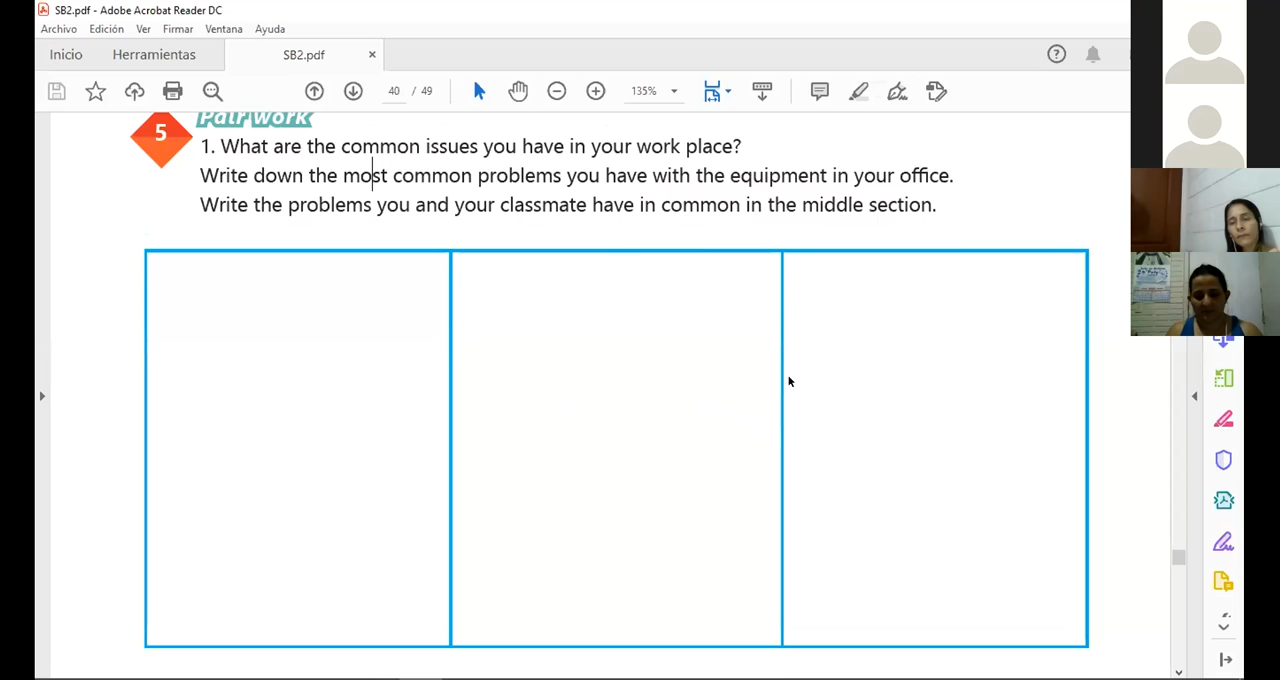 SB2.pdf - Adobe Acrobat Reader DC
Archivo Edición Ver Firmar Ventana Ayuda
Inicio Herramientas SB2.pdf ×
40 / 49 135%
5 Pair work
1. What are the common issues you have in your work place?
Write down the most common problems you have with the equipment in your office.
Write the problems you and your classmate have in common in the middle section.